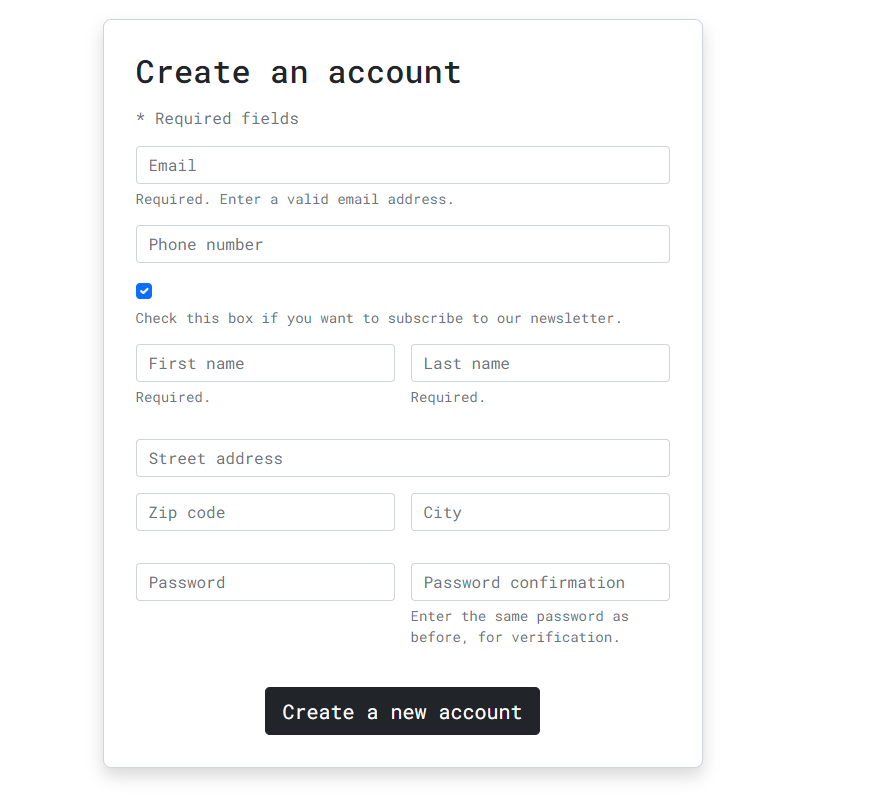 Create an account
* Required fields
Email
Required. Enter a valid email address.
Phone number
Check this box if you want to subscribe to our newsletter.
First name
Last name
Required.
Required.
Street address
Zip code
City
Password
Password confirmation
Enter the same password as
before, for verification.
Create a new account